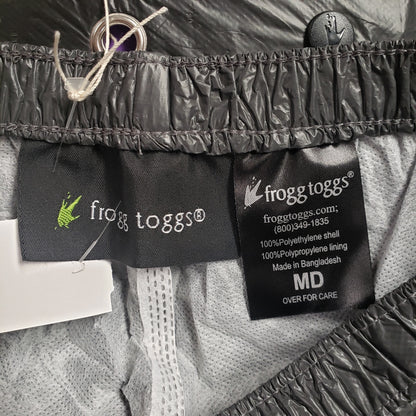 frogg toggs®
frogg toggs®
froggtoggs.com;
(800)349-1835
100%Polyethylene shell
100%Polypropylene lining
Made in Bangladesh
MD
OVER FOR CARE